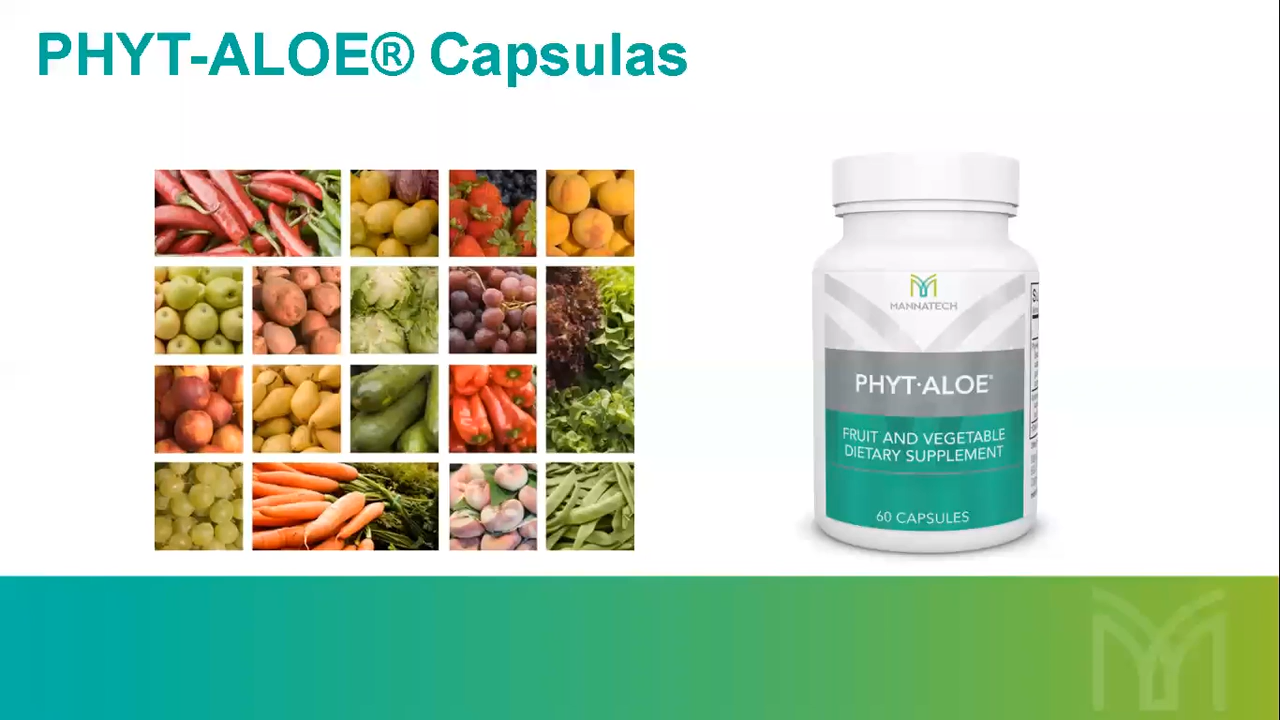 PHYT-ALOE® Capsulas
MANNATECH
PHYT·ALOE®
FRUIT AND VEGETABLE
DIETARY SUPPLEMENT
60 CAPSULES